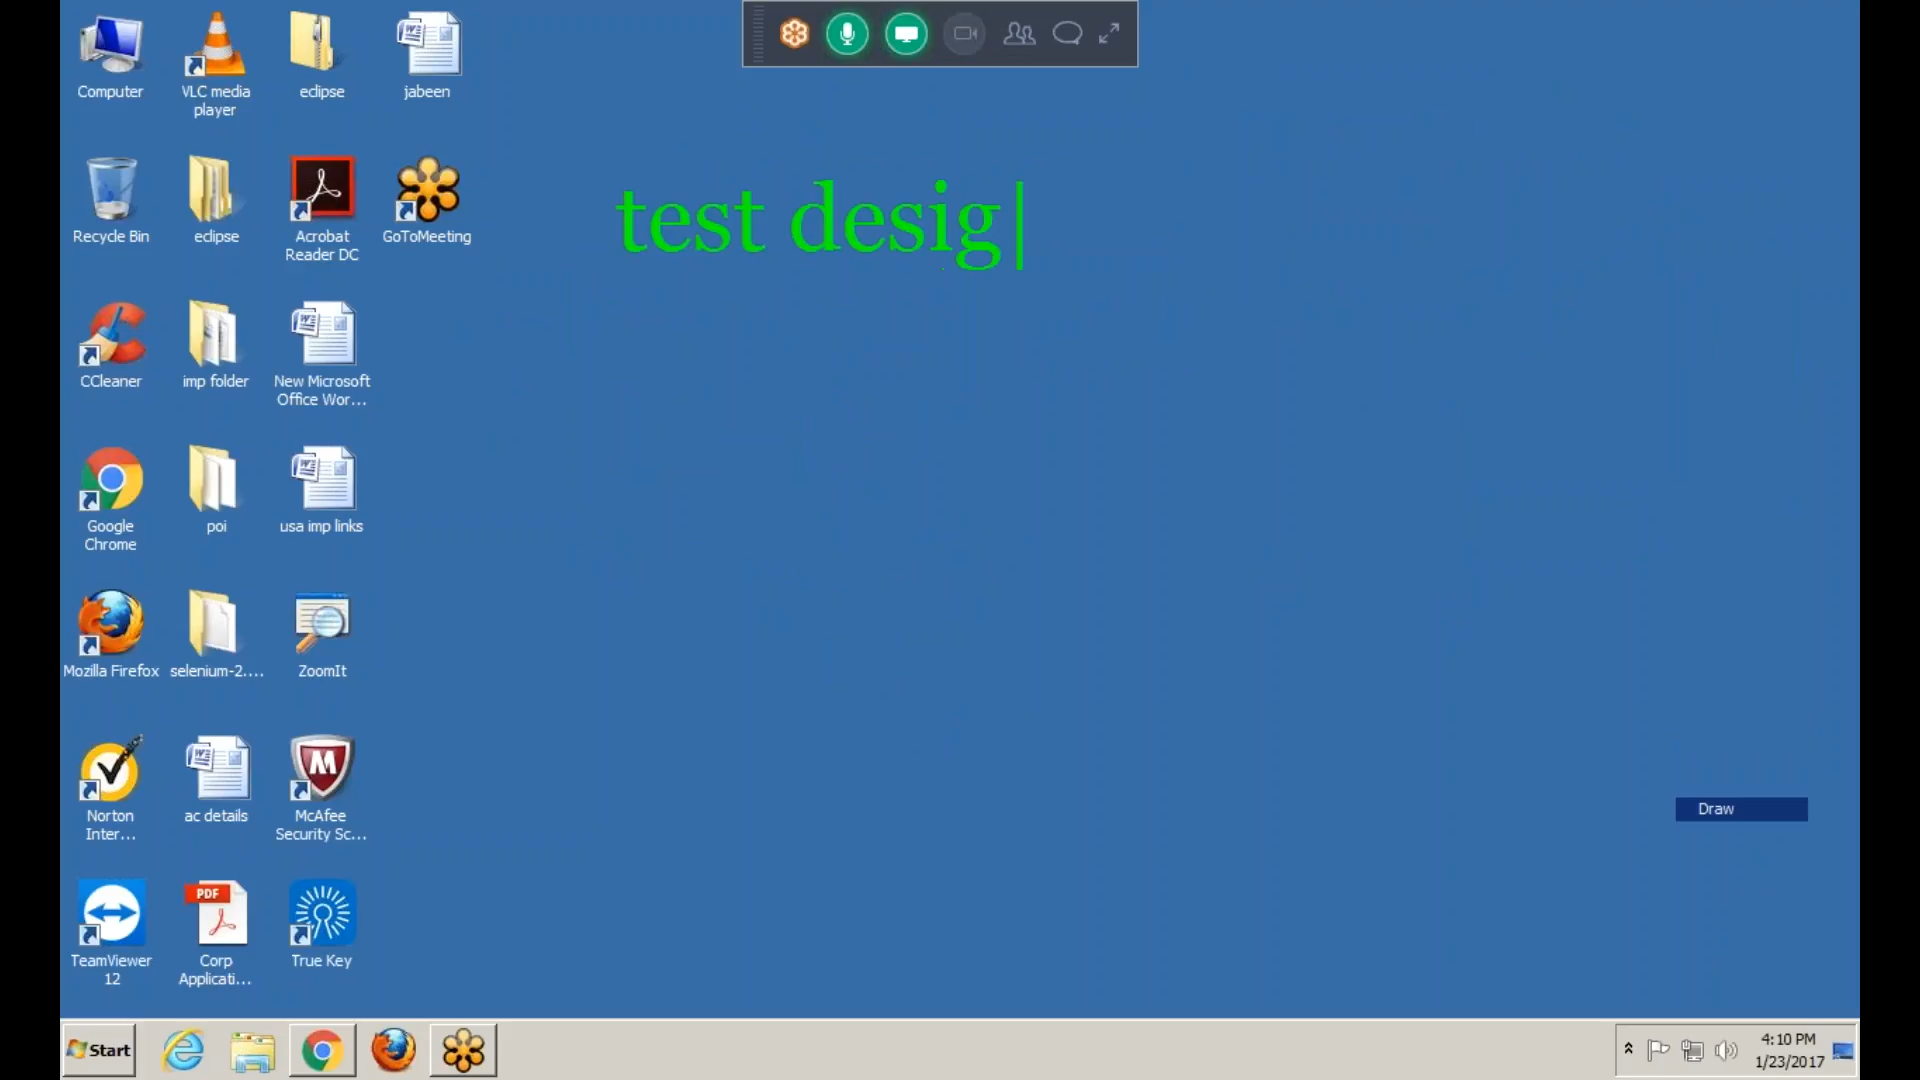 Computer
VLC media
player
eclipse
jabeen
test desig
Recycle Bin
eclipse
Acrobat
Reader DC
GoToMeeting
CCleaner
imp folder
New Microsoft
Office Wor...
Google
Chrome
poi
usa imp links
Mozilla Firefox
selenium-2....
ZoomIt
Norton
Inter...
ac details
McAfee
Security Sc...
Draw
TeamViewer
12
PDF
Corp
Applicati...
True Key
Start
4:10 PM
1/23/2017